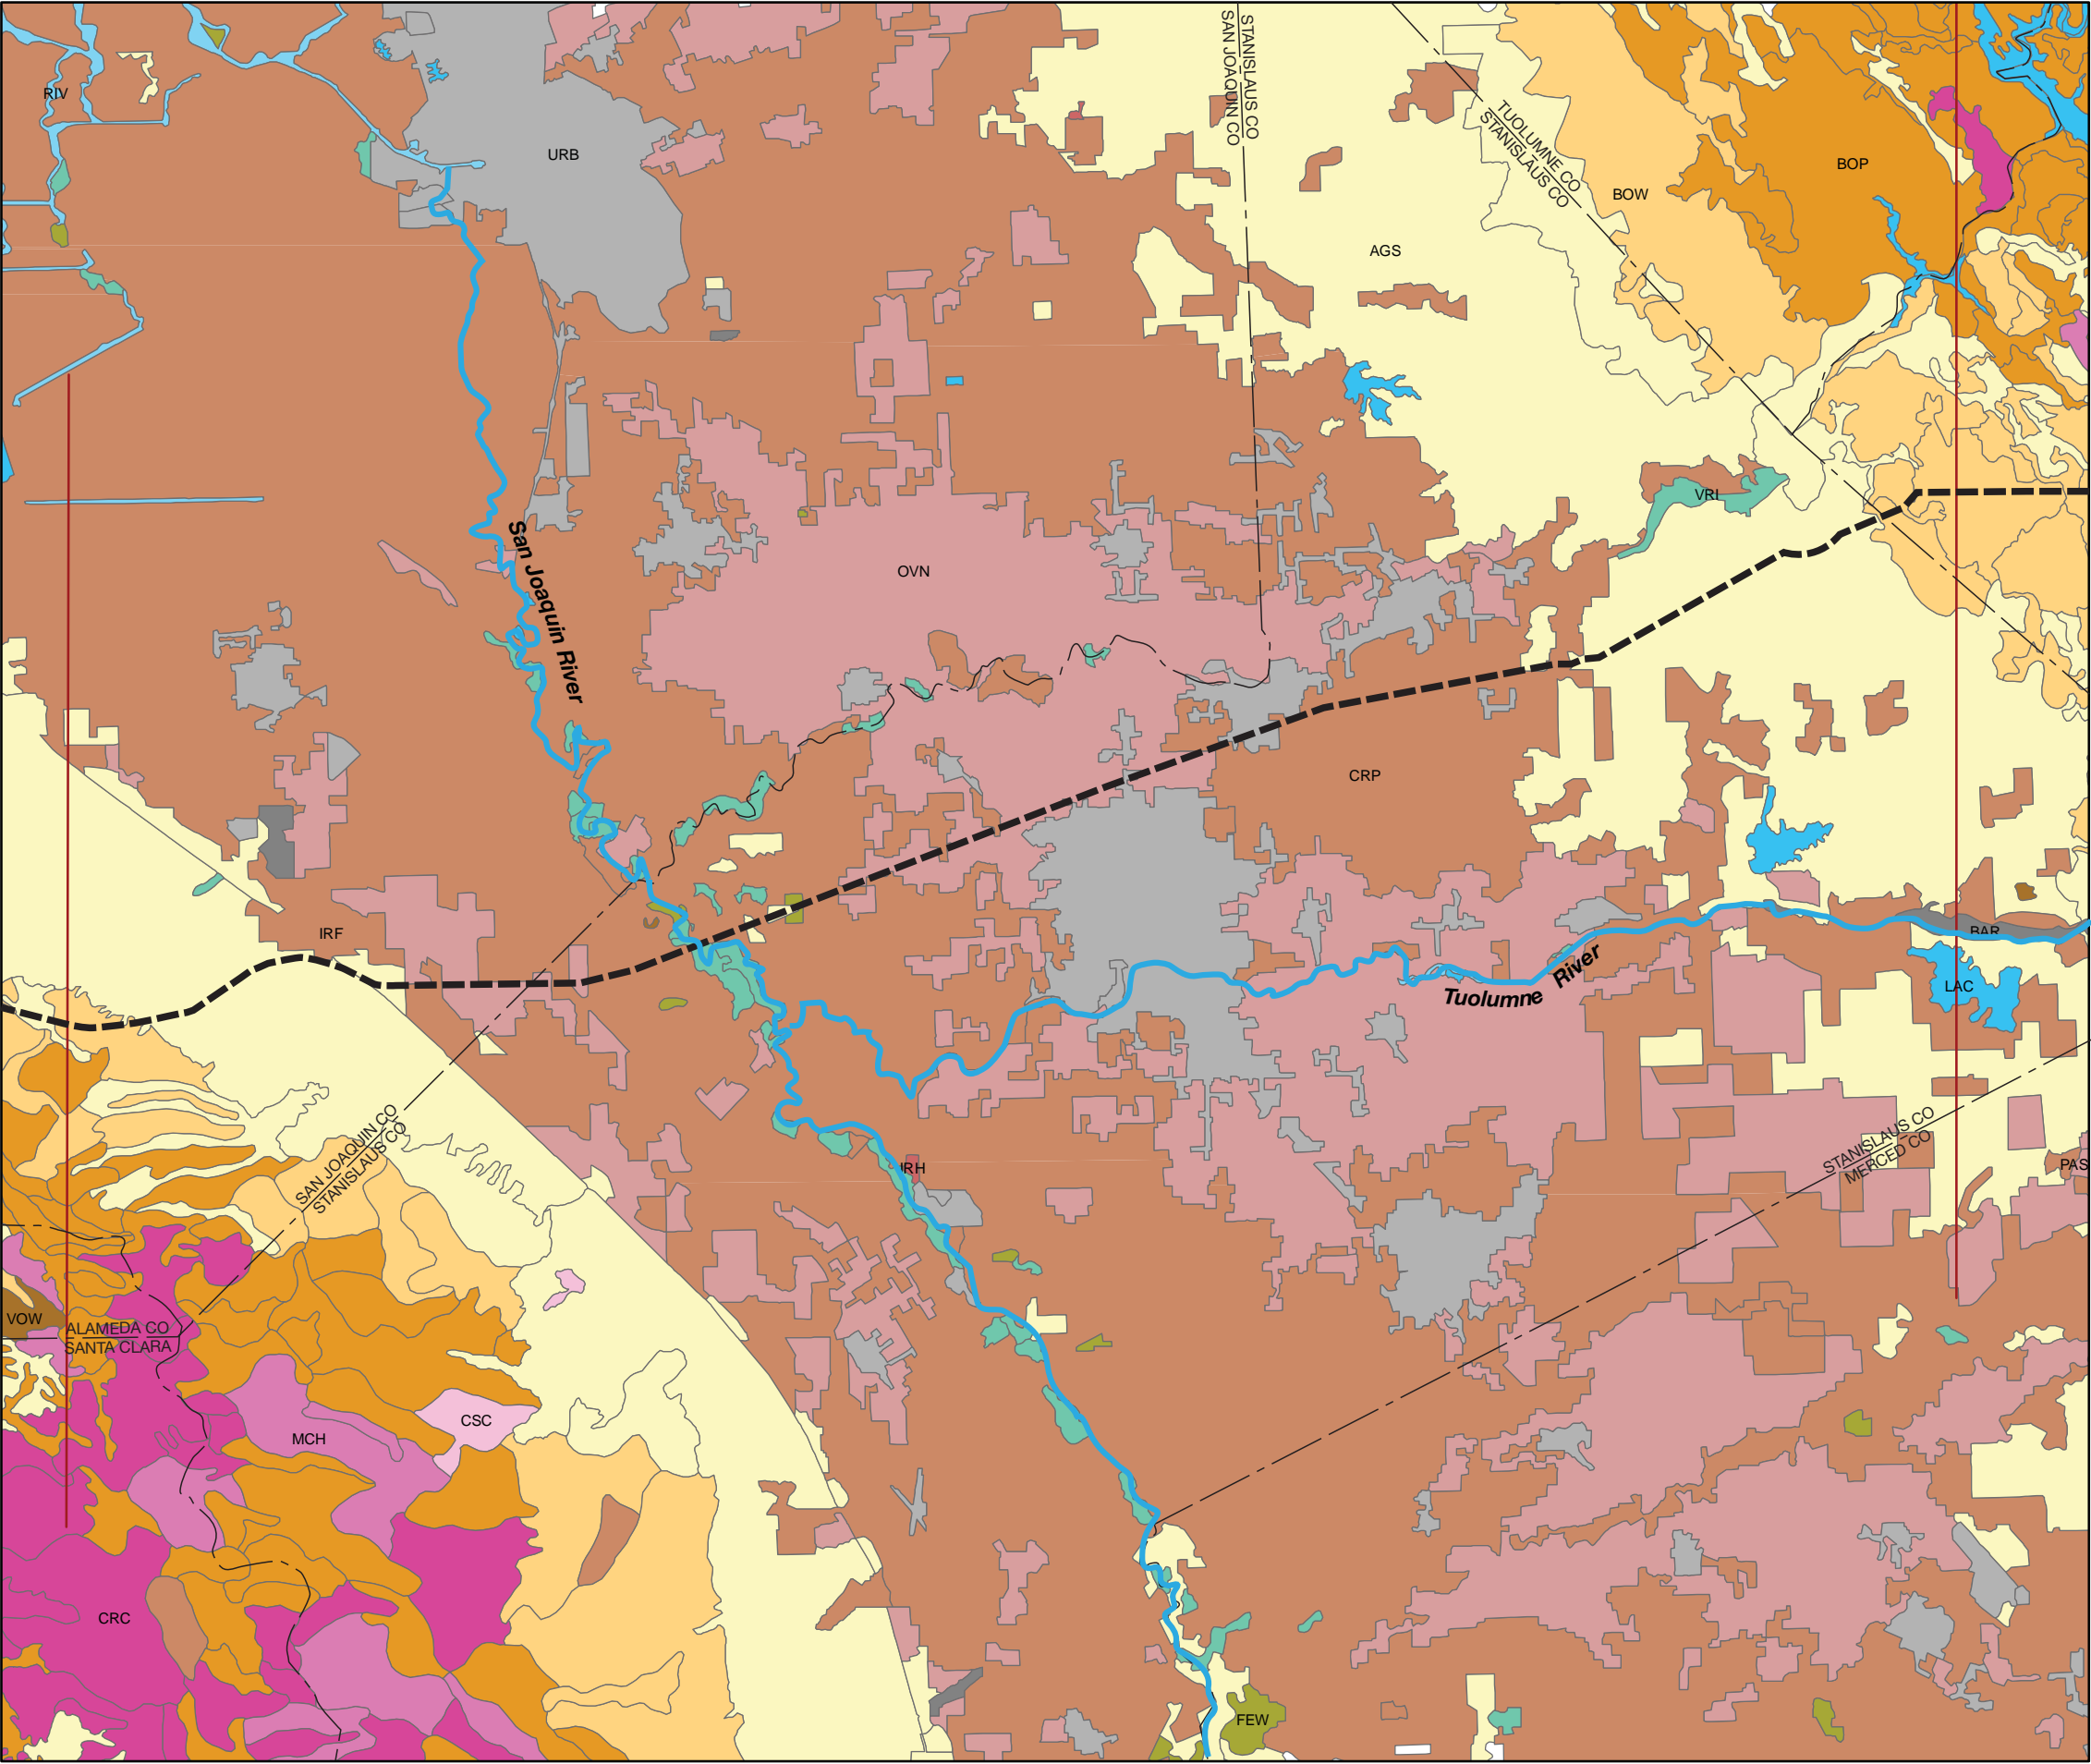 STANISLAUS CO
SAN JOAQUIN CO
RIV
URB
TUOLUMNE CO
STANISLAUS CO
BOP
BOW
AGS
VRI
San Joaquin River
OVN
CRP
IRF
BAR
Tuolumne River
LAC
SAN JOAQUIN CO
STANISLAUS CO
STANISLAUS CO
MERCED CO
PAS
IRH
VOW
ALAMEDA CO
SANTA CLARA
CSC
MCH
CRC
FEW